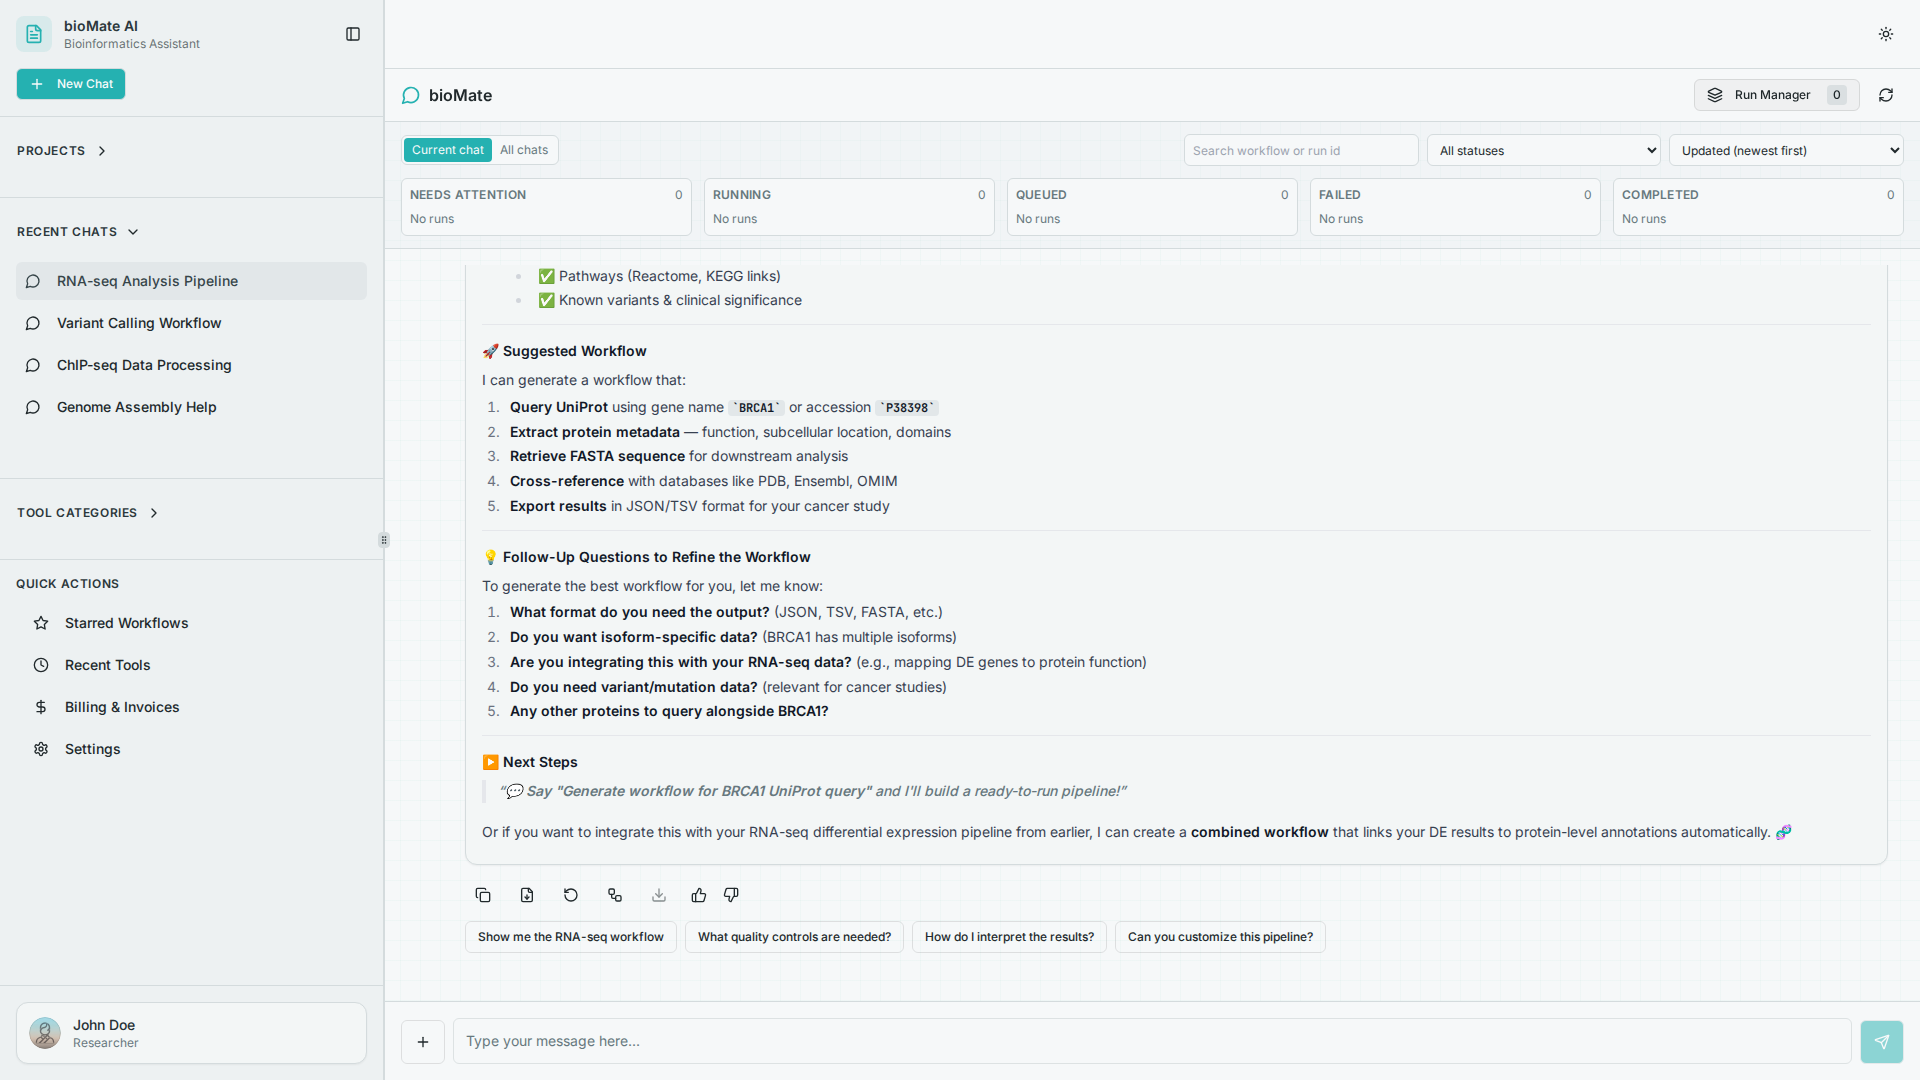 bioMate AI
Bioinformatics Assistant
New Chat
PROJECTS
RECENT CHATS
RNA-seq Analysis Pipeline
Variant Calling Workflow
ChIP-seq Data Processing
Genome Assembly Help
TOOL CATEGORIES
QUICK ACTIONS
Starred Workflows
Recent Tools
Billing & Invoices
Settings
John Doe
Researcher
bioMate
Run Manager 0
Current chat All chats
Search workflow or run id
All statuses
Updated (newest first)
NEEDS ATTENTION 0
No runs
RUNNING 0
No runs
QUEUED 0
No runs
FAILED 0
No runs
COMPLETED 0
No runs
• ✅ Pathways (Reactome, KEGG links)
• ✅ Known variants & clinical significance
🚀 Suggested Workflow
I can generate a workflow that:
1. Query UniProt using gene name `BRCA1` or accession `P38398`
2. Extract protein metadata — function, subcellular location, domains
3. Retrieve FASTA sequence for downstream analysis
4. Cross-reference with databases like PDB, Ensembl, OMIM
5. Export results in JSON/TSV format for your cancer study
💡 Follow-Up Questions to Refine the Workflow
To generate the best workflow for you, let me know:
1. What format do you need the output? (JSON, TSV, FASTA, etc.)
2. Do you want isoform-specific data? (BRCA1 has multiple isoforms)
3. Are you integrating this with your RNA-seq data? (e.g., mapping DE genes to protein function)
4. Do you need variant/mutation data? (relevant for cancer studies)
5. Any other proteins to query alongside BRCA1?
▶️ Next Steps
“💬 Say "Generate workflow for BRCA1 UniProt query" and I'll build a ready-to-run pipeline!”
Or if you want to integrate this with your RNA-seq differential expression pipeline from earlier, I can create a combined workflow that links your DE results to protein-level annotations automatically. 🧬
Show me the RNA-seq workflow
What quality controls are needed?
How do I interpret the results?
Can you customize this pipeline?
Type your message here...